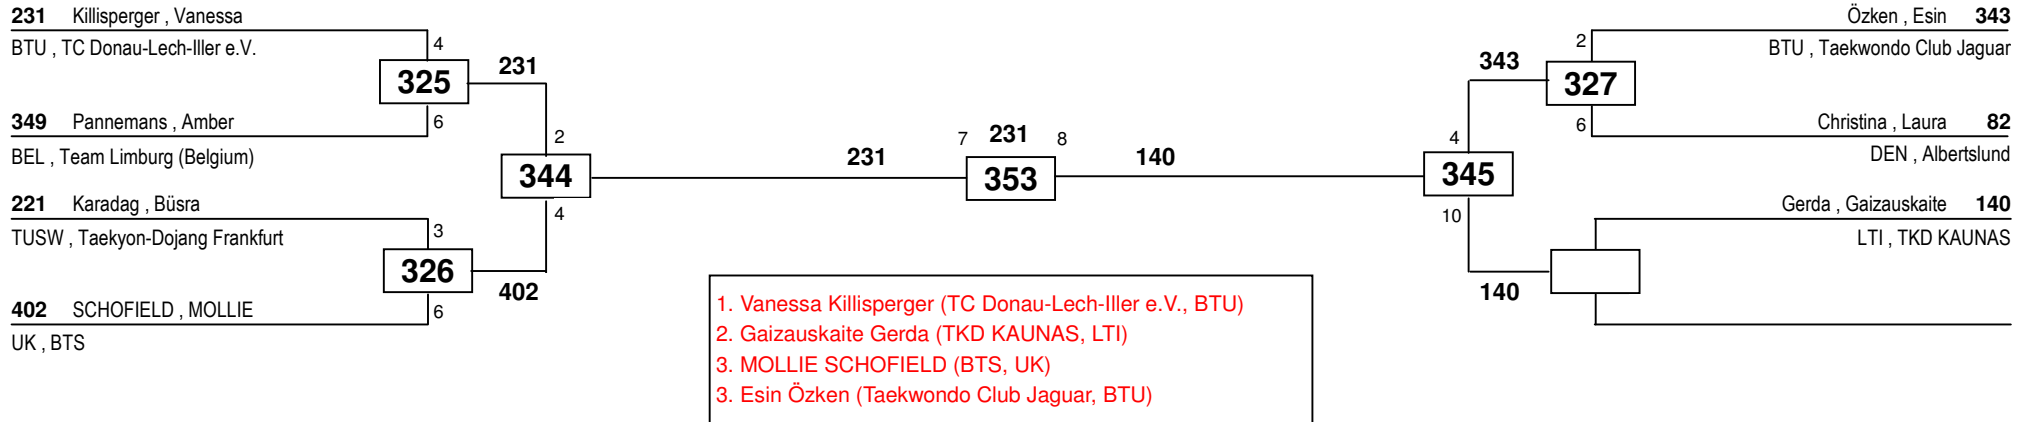 231 Killisperger , Vanessa
BTU , TC Donau-Lech-Iller e.V.
4
325
231
6
349 Pannemans , Amber
BEL , Team Limburg (Belgium)
2
344
4
221 Karadag , Büsra
TUSW , Taekyon-Dojang Frankfurt
3
326
402
6
402 SCHOFIELD , MOLLIE
UK , BTS
231
7 231 8
353
140
Özken , Esin 343
BTU , Taekwondo Club Jaguar
2
343
327
6
Christina , Laura 82
DEN , Albertslund
4
345
10
Gerda , Gaizauskaite 140
LTI , TKD KAUNAS
140
1. Vanessa Killisperger (TC Donau-Lech-Iller e.V., BTU)
2. Gaizauskaite Gerda (TKD KAUNAS, LTI)
3. MOLLIE SCHOFIELD (BTS, UK)
3. Esin Özken (Taekwondo Club Jaguar, BTU)